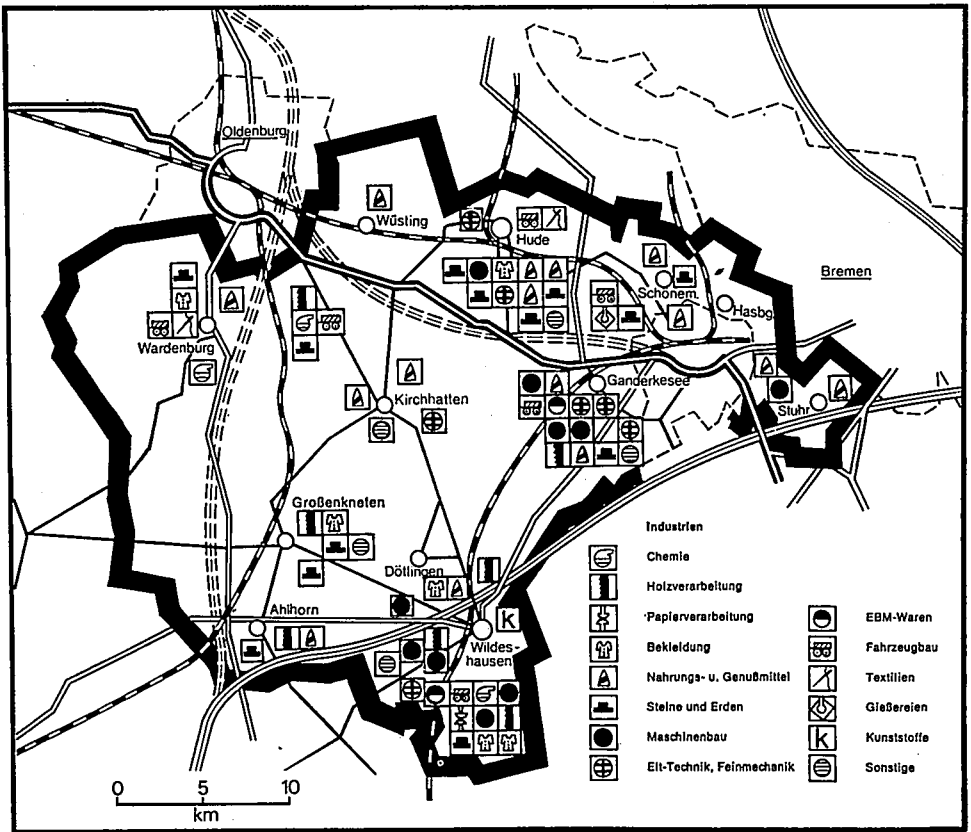 Oldenburg
Wüsting
Hude
Bremen
Schönem.
Hasbg.
Wardenburg
Kirchhatten
Ganderkesee
Stuhr
Großenkneten
Dötlingen
Ahlhorn
k
Wildes-
hausen
Industrien
Chemie
Holzverarbeitung
Papierverarbeitung
Bekleidung
Nahrungs- u. Genußmittel
Steine und Erden
Maschinenbau
Elt-Technik, Feinmechanik
EBM-Waren
Fahrzeugbau
Textilien
Gießereien
k Kunststoffe
Sonstige
0 5 10
km